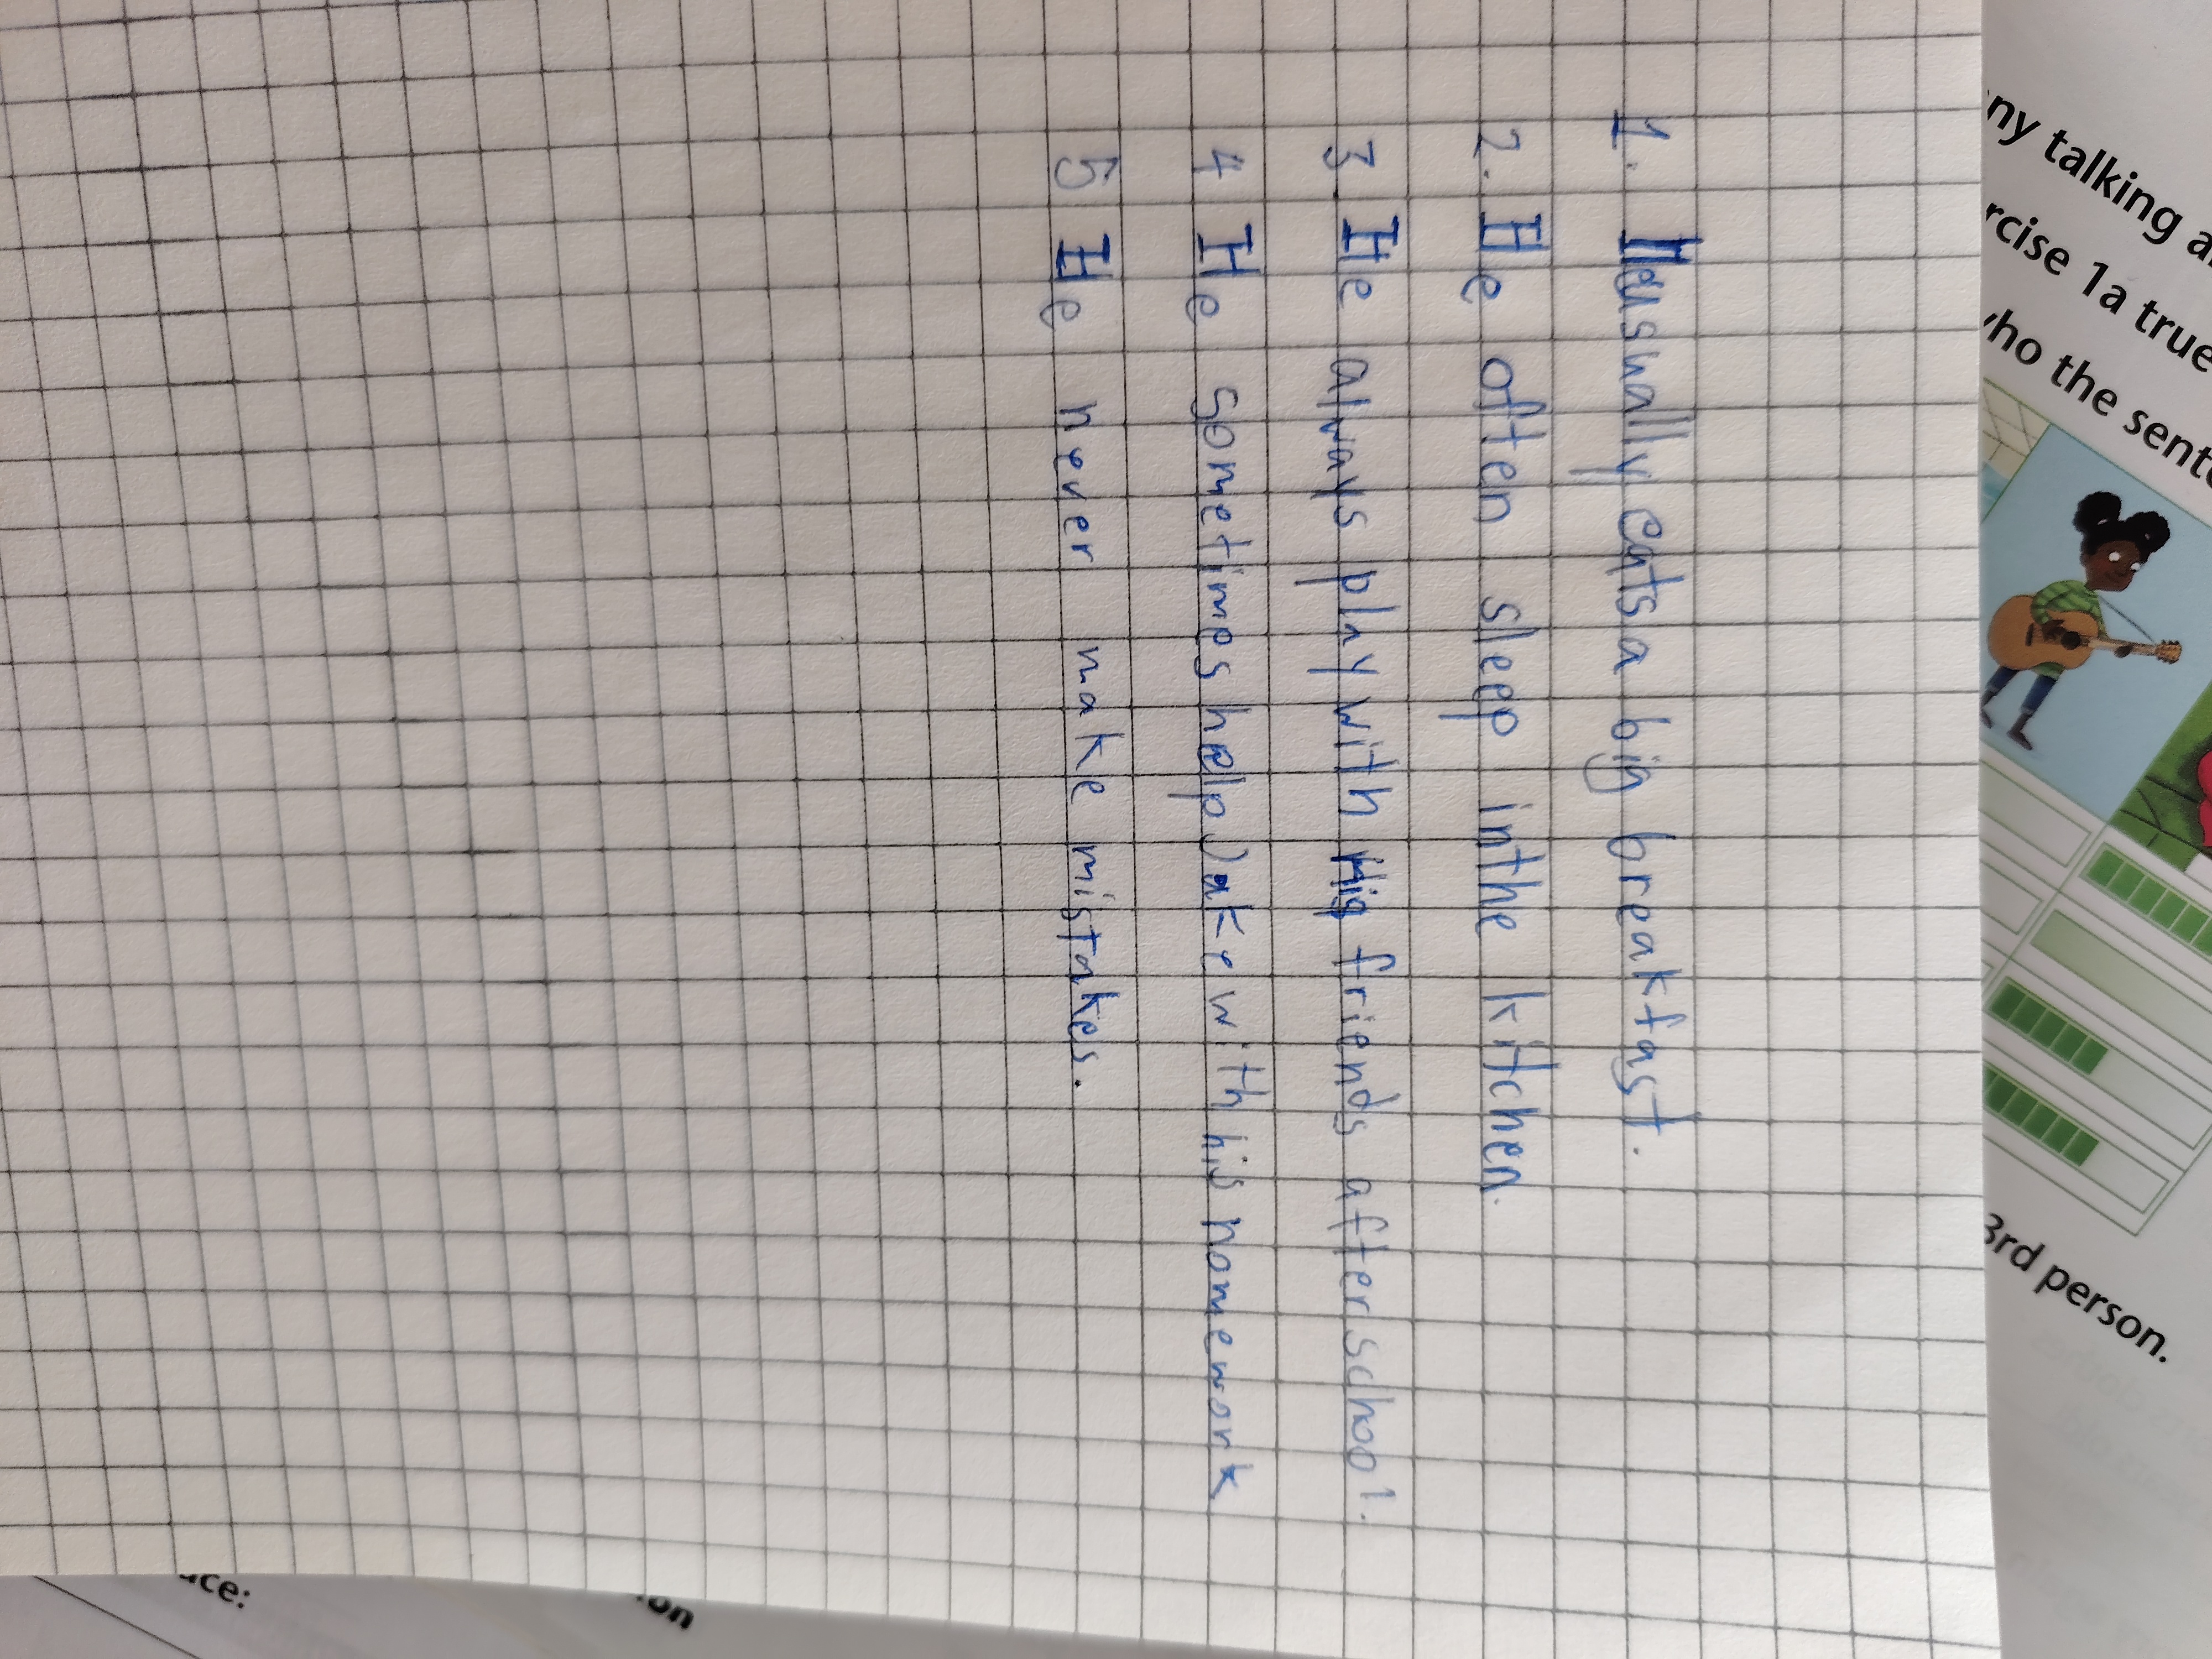 1. He usually eats a big breakfast.
2. He often sleep in the kitchen.
3 He always play with his friends after school.
4 He sometimes help Jake with his homework
5 He never make mistakes.
ny talking a
rcise 1a true
who the sent
3rd person.
ace:
on